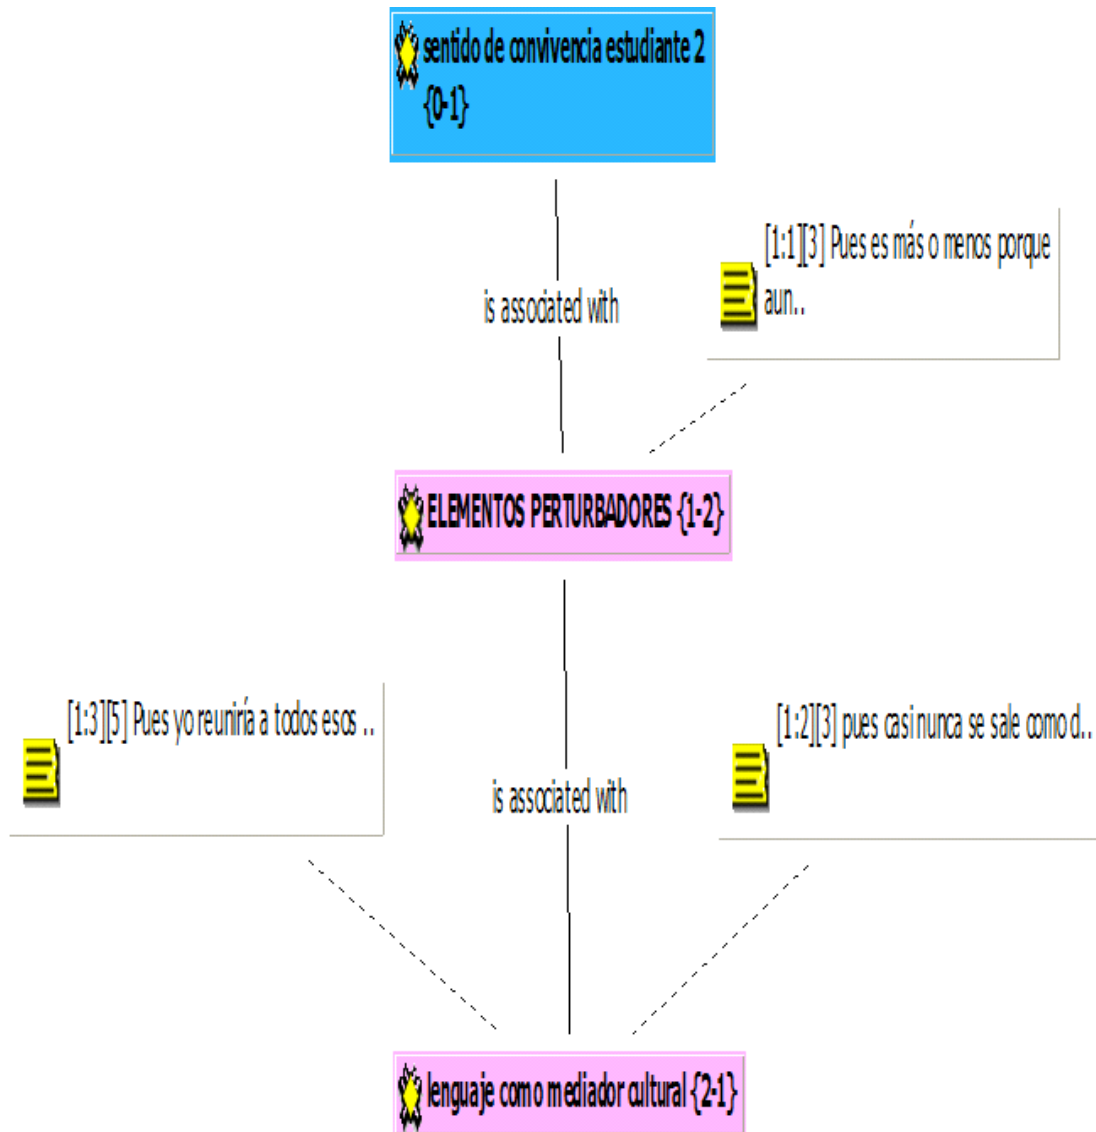 sentido de convivencia estudiante 2
{0-1}
[1:1][3] Pues es más o menos porque
aun..
is associated with
ELEMENTOS PERTURBADORES {1-2}
[1:3][5] Pues yo reuniría a todos esos ..
[1:2][3] pues casi nunca se sale como d..
is associated with
lenguaje como mediador cultural {2-1}